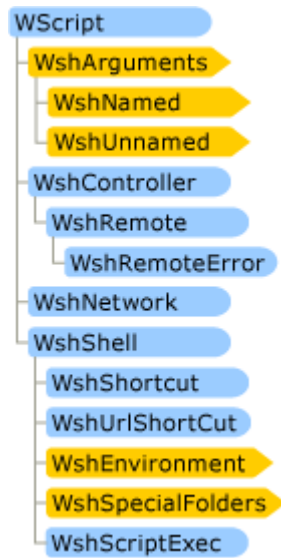 WScript
WshArguments
WshNamed
WshUnnamed
WshController
WshRemote
WshRemoteError
WshNetwork
WshShell
WshShortcut
WshUrlShortCut
WshEnvironment
WshSpecialFolders
WshScriptExec